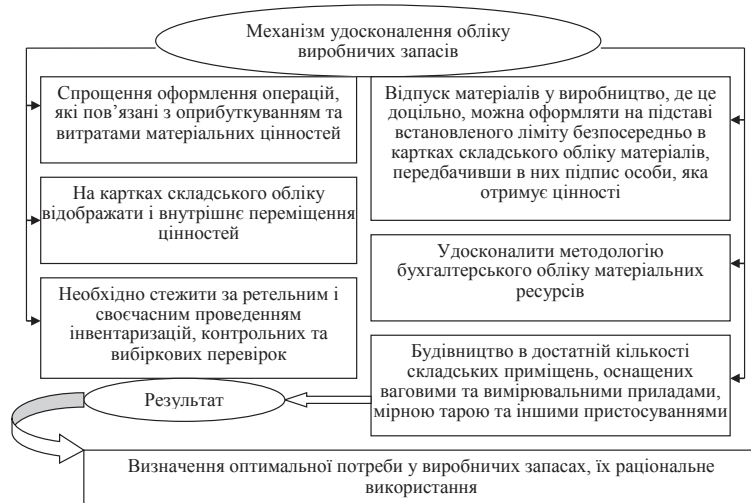 Механізм удосконалення обліку
виробничих запасів
Спрощення оформлення операцій,
які пов’язані з оприбуткуванням та
витратами матеріальних цінностей
На картках складського обліку
відображати і внутрішнє переміщення
цінностей
Необхідно стежити за ретельним і
своєчасним проведенням
інвентаризацій, контрольних та
вибіркових перевірок
Відпуск матеріалів у виробництво, де це
доцільно, можна оформляти на підставі
встановленого ліміту безпосередньо в
картках складського обліку матеріалів,
передбачивши в них підпис особи, яка
отримує цінності
Удосконалити методологію
бухгалтерського обліку матеріальних
ресурсів
Будівництво в достатній кількості
складських приміщень, оснащених
ваговими та вимірювальними приладами,
мірною тарою та іншими пристосуваннями
Результат
Визначення оптимальної потреби у виробничих запасах, їх раціональне
використання